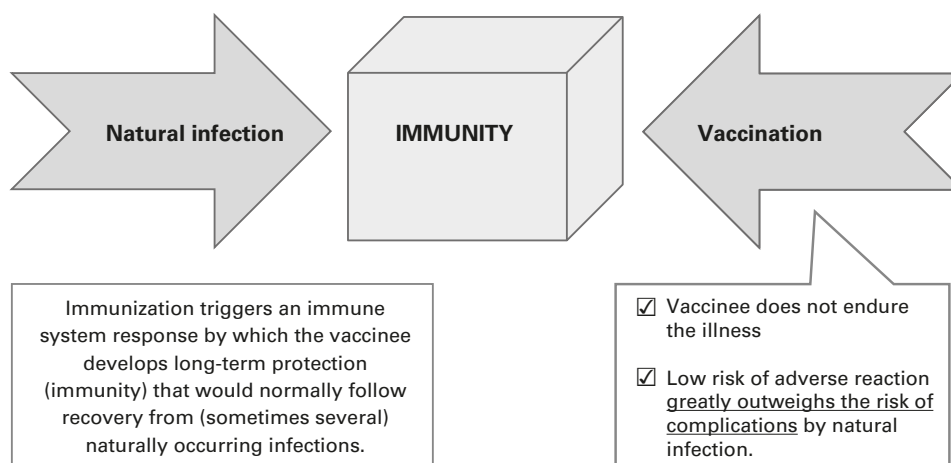 Natural infection
IMMUNITY
Vaccination
Immunization triggers an immune
system response by which the vaccinee
develops long-term protection
(immunity) that would normally follow
recovery from (sometimes several)
naturally occurring infections.
☑ Vaccinee does not endure
the illness
☑ Low risk of adverse reaction
greatly outweighs the risk of
complications by natural
infection.